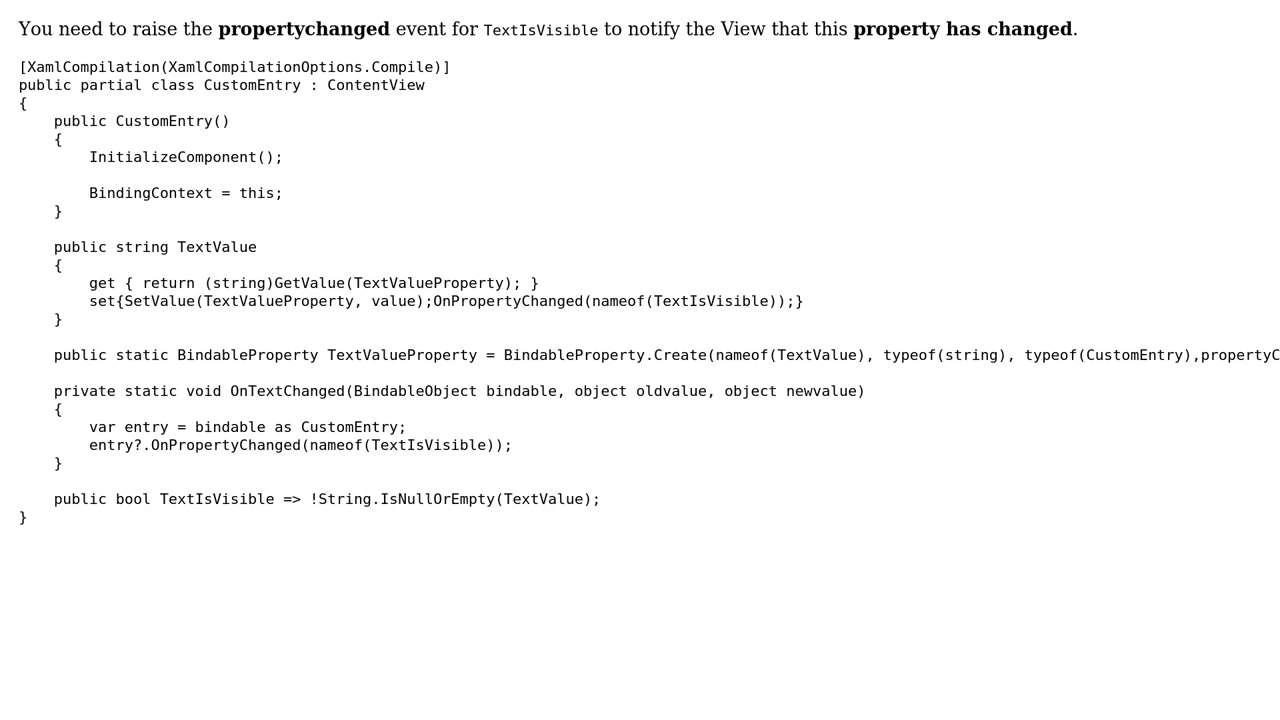 You need to raise the propertychanged event for TextIsVisible to notify the View that this property has changed.
[XamlCompilation(XamlCompilationOptions.Compile)]
public partial class CustomEntry : ContentView
{
    public CustomEntry()
    {
        InitializeComponent();

        BindingContext = this;
    }

    public string TextValue
    {
        get { return (string)GetValue(TextValueProperty); }
        set{SetValue(TextValueProperty, value);OnPropertyChanged(nameof(TextIsVisible));}
    }

    public static BindableProperty TextValueProperty = BindableProperty.Create(nameof(TextValue), typeof(string), typeof(CustomEntry),propertyC

    private static void OnTextChanged(BindableObject bindable, object oldvalue, object newvalue)
    {
        var entry = bindable as CustomEntry;
        entry?.OnPropertyChanged(nameof(TextIsVisible));
    }

    public bool TextIsVisible => !String.IsNullOrEmpty(TextValue);
}